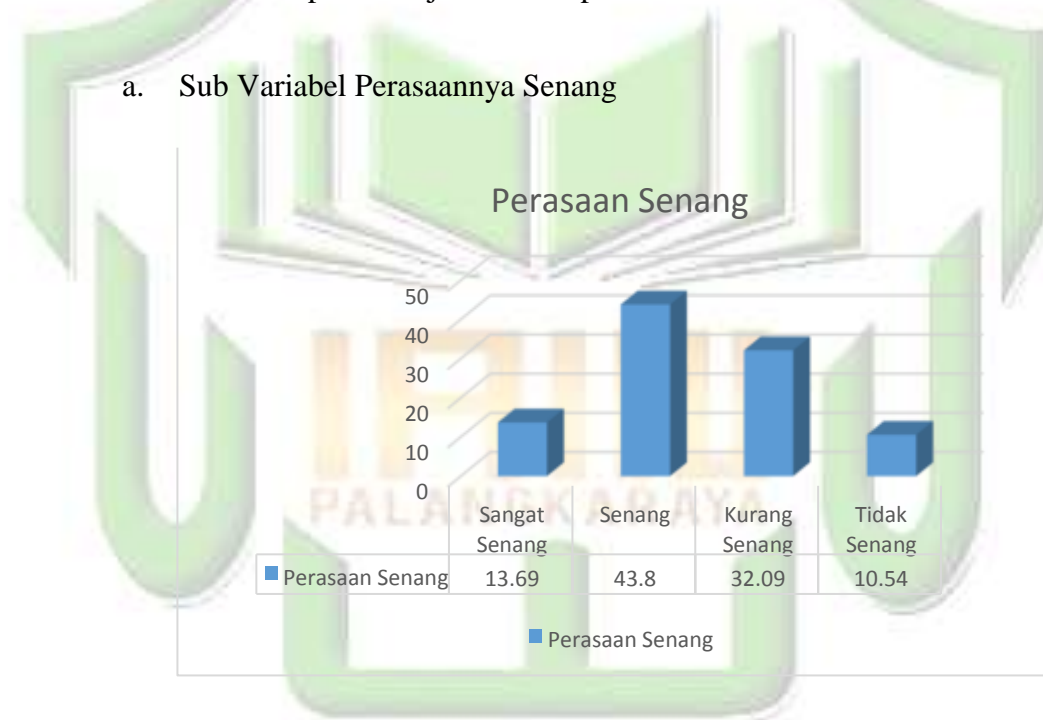 a. Sub Variabel Perasaannya Senang
Perasaan Senang
50
40
30
20
10
0
Sangat Senang
Senang
Kurang Senang
Tidak Senang
Perasaan Senang 13.69 43.8 32.09 10.54
Perasaan Senang
PALANGKARAYA